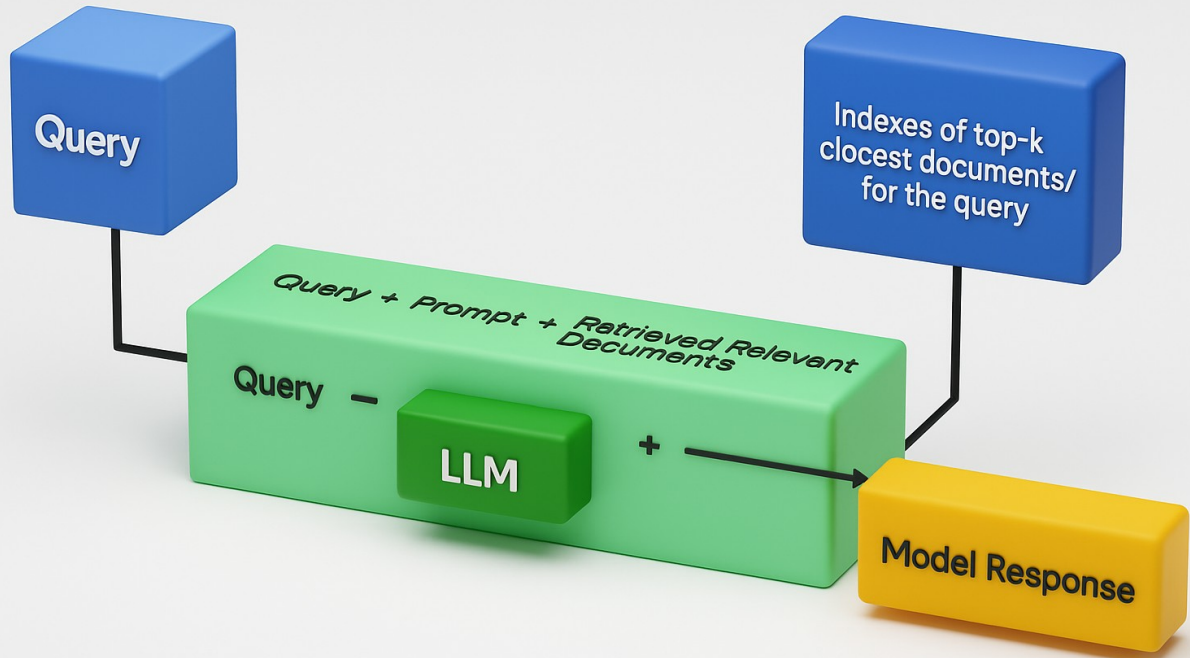 Query
Indexes of top-k
clocest documents/
for the query
Query + Prompt + Ratrieved Relevant
Decuments
Query –
LLM
+
Model Response